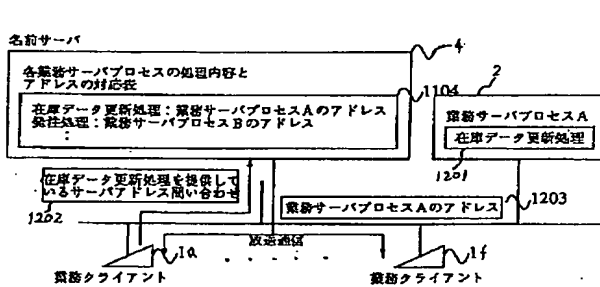 名前サーバ
4
各業務サーバプロセスの処理内容と
アドレスの対応表
1104
在庫データ更新処理：業務サーバプロセスAのアドレス
発注処理：業務サーバプロセスBのアドレス
：
2
業務サーバプロセスA
在庫データ更新処理
1201
在庫データ更新処理を提供して
いるサーバアドレス問い合わせ
1202
業務サーバプロセスAのアドレス
1203
放送通信
1a
1f
業務クライアント
業務クライアント